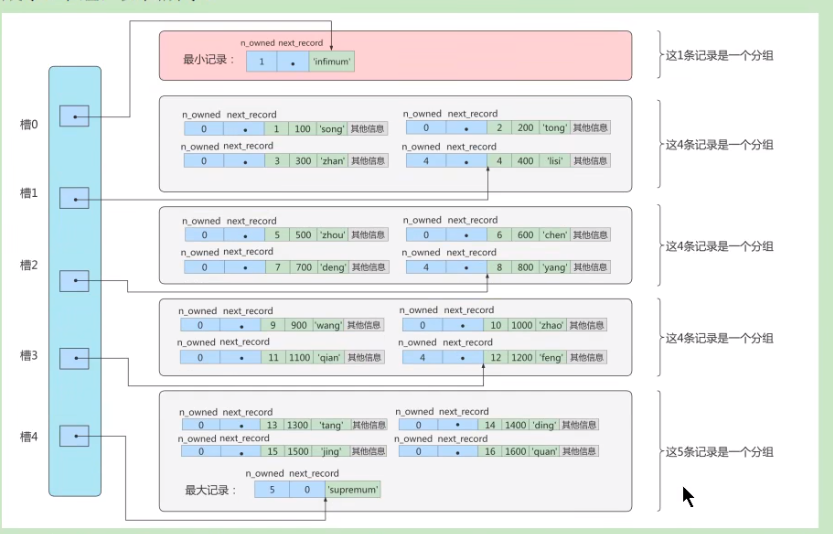 n_owned next_record
最小记录： 1 'infimum' 这1条记录是一个分组
槽0
n_owned next_record n_owned next_record
0 1 100 'song' 其他信息 0 2 200 'tong' 其他信息
这4条记录是一个分组
n_owned next_record n_owned next_record
0 3 300 'zhan' 其他信息 4 4 400 'lisi' 其他信息
槽1
n_owned next_record n_owned next_record
0 5 500 'zhou' 其他信息 0 6 600 'chen' 其他信息
这4条记录是一个分组
n_owned next_record n_owned next_record
槽2
0 7 700 'deng' 其他信息 4 8 800 'yang' 其他信息
n_owned next_record n_owned next_record
0 9 900 'wang' 其他信息 0 10 1000 'zhao' 其他信息
这4条记录是一个分组
n_owned next_record n_owned next_record
槽3
0 11 1100 'qian' 其他信息 4 12 1200 'feng' 其他信息
n_owned next_record n_owned next_record
0 13 1300 'tang' 其他信息 0 14 1400 'ding' 其他信息
槽4
n_owned next_record n_owned next_record
0 15 1500 'jing' 其他信息 0 16 1600 'quan' 其他信息
这5条记录是一个分组
n_owned next_record
最大记录： 5 0 'supremum'